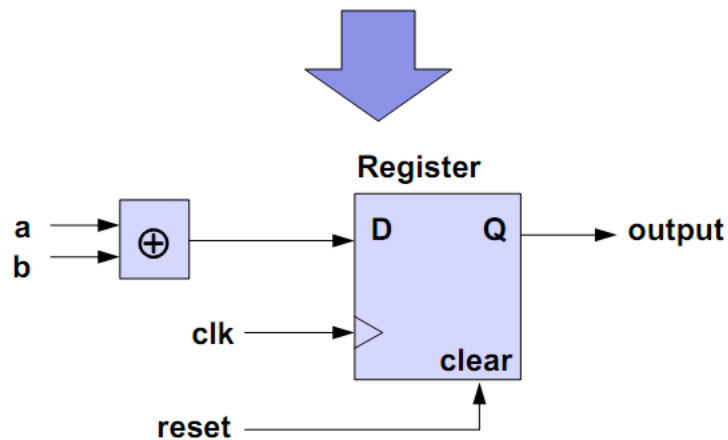 Register
a
b
⊕
D
Q
output
clk
clear
reset